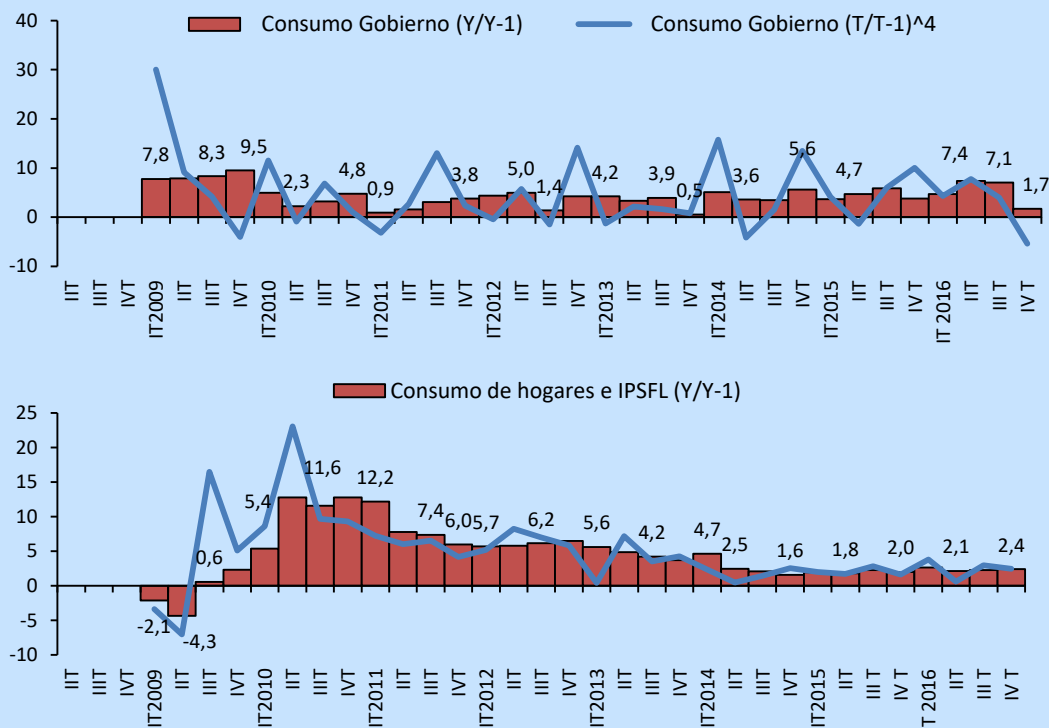 Consumo Gobierno (Y/Y-1)
Consumo Gobierno (T/T-1)^4
40
30
20
10
0
-10
7,8
8,3
9,5
2,3
4,8
0,9
3,8
5,0
1,4
4,2
3,9
0,5
3,6
5,6
4,7
7,4
7,1
1,7
IIT
IIIT
IVT
IT2009
IIT
IIIT
IVT
IT2010
IIT
IIIT
IVT
IT2011
IIT
IIIT
IVT
IT2012
IIT
IIIT
IVT
IT2013
IIT
IIIT
IVT
IT2014
IIT
IIIT
IVT
IT2015
IIT
III T
IV T
IT 2016
IIT
III T
IV T
Consumo de hogares e IPSFL (Y/Y-1)
25
20
15
10
5
0
-5
-10
-2,1
-4,3
0,6
5,4
11,6
12,2
7,4
6,0
5,7
6,2
5,6
4,2
4,7
2,5
1,6
1,8
2,0
2,1
2,4
IIT
IIIT
IVT
IT2009
IIT
IIIT
IVT
IT2010
IIT
IIIT
IVT
IT2011
IIT
IIIT
IVT
IT2012
IIT
IIIT
IVT
IT2013
IIT
IIIT
IVT
IT2014
IIT
IIIT
IVT
IT2015
IIT
III T
IV T
IT 2016
IIT
III T
IV T